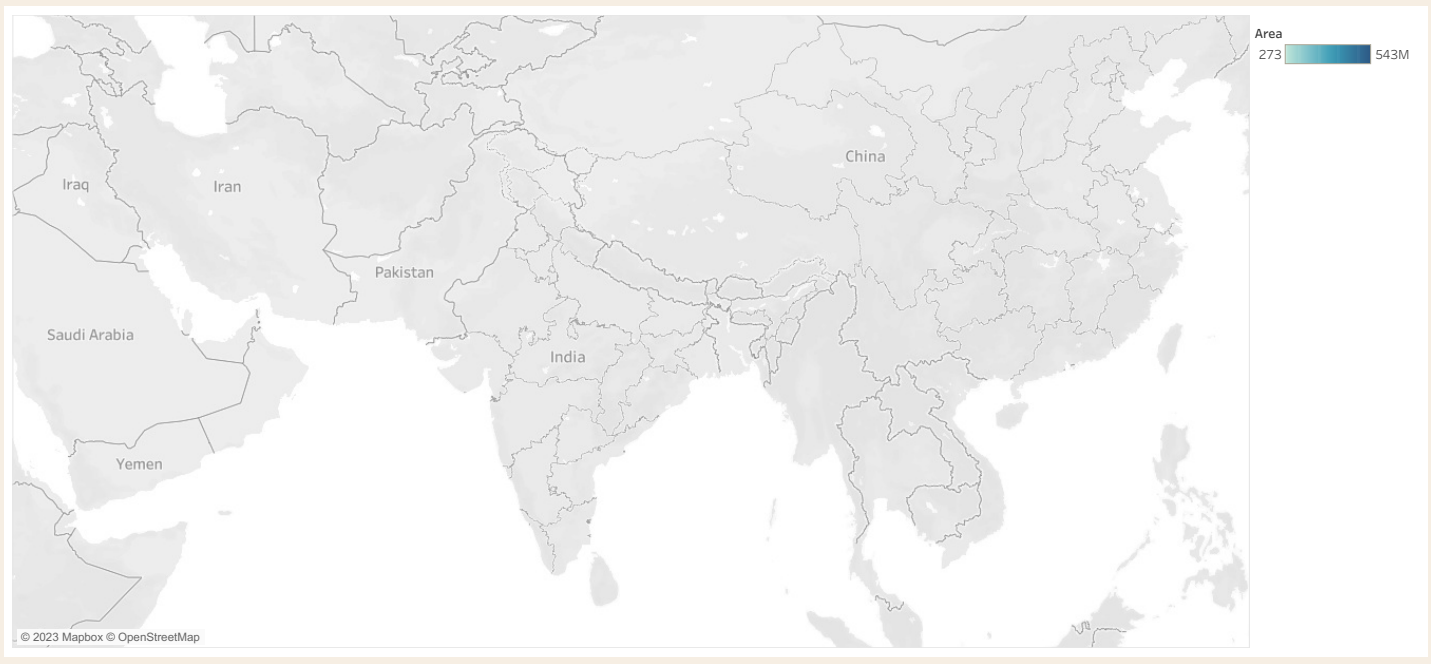 Area
273 543M
China
Iraq
Iran
Pakistan
Saudi Arabia
India
Yemen
© 2023 Mapbox © OpenStreetMap